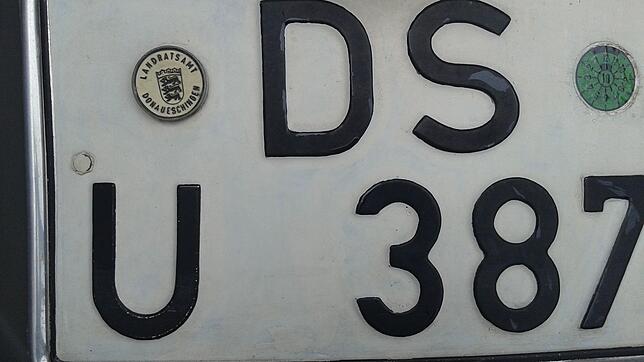 DS
LANDRATSAMT
DONAUESCHINGEN
U 387